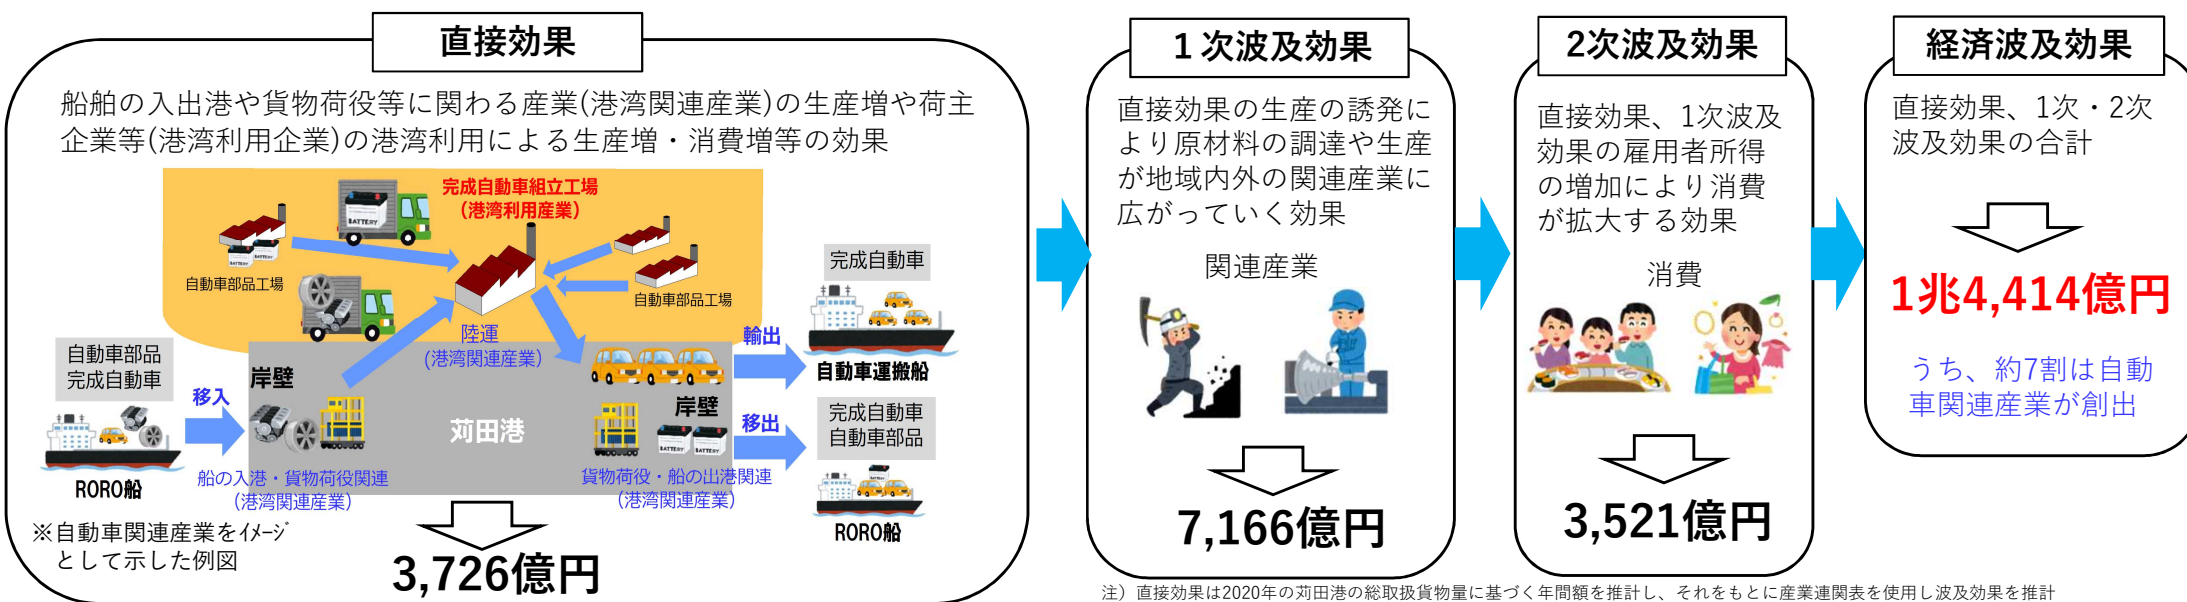 直接効果
船舶の入出港や貨物荷役等に関わる産業(港湾関連産業)の生産増や荷主
企業等(港湾利用企業)の港湾利用による生産増・消費増等の効果
完成自動車組立工場
(港湾利用産業)
BATTERY
自動車部品工場
自動車部品工場
陸運
(港湾関連産業)
完成自動車
輸出
自動車運搬船
自動車部品
完成自動車
移入
RORO船
岸壁
苅田港
岸壁
BATTERY
BATTERY
移出
完成自動車
自動車部品
RORO船
船の入港・貨物荷役関連
(港湾関連産業)
貨物荷役・船の出港関連
(港湾関連産業)
※自動車関連産業をイメージ
として示した例図
3,726億円
1次波及効果
直接効果の生産の誘発に
より原材料の調達や生産
が地域内外の関連産業に
広がっていく効果
関連産業
7,166億円
2次波及効果
直接効果、1次波及
効果の雇用者所得
の増加により消費
が拡大する効果
消費
3,521億円
経済波及効果
直接効果、1次・2次
波及効果の合計
1兆4,414億円
うち、約7割は自動
車関連産業が創出
注）直接効果は2020年の苅田港の総取扱貨物量に基づく年間額を推計し、それをもとに産業連関表を使用し波及効果を推計